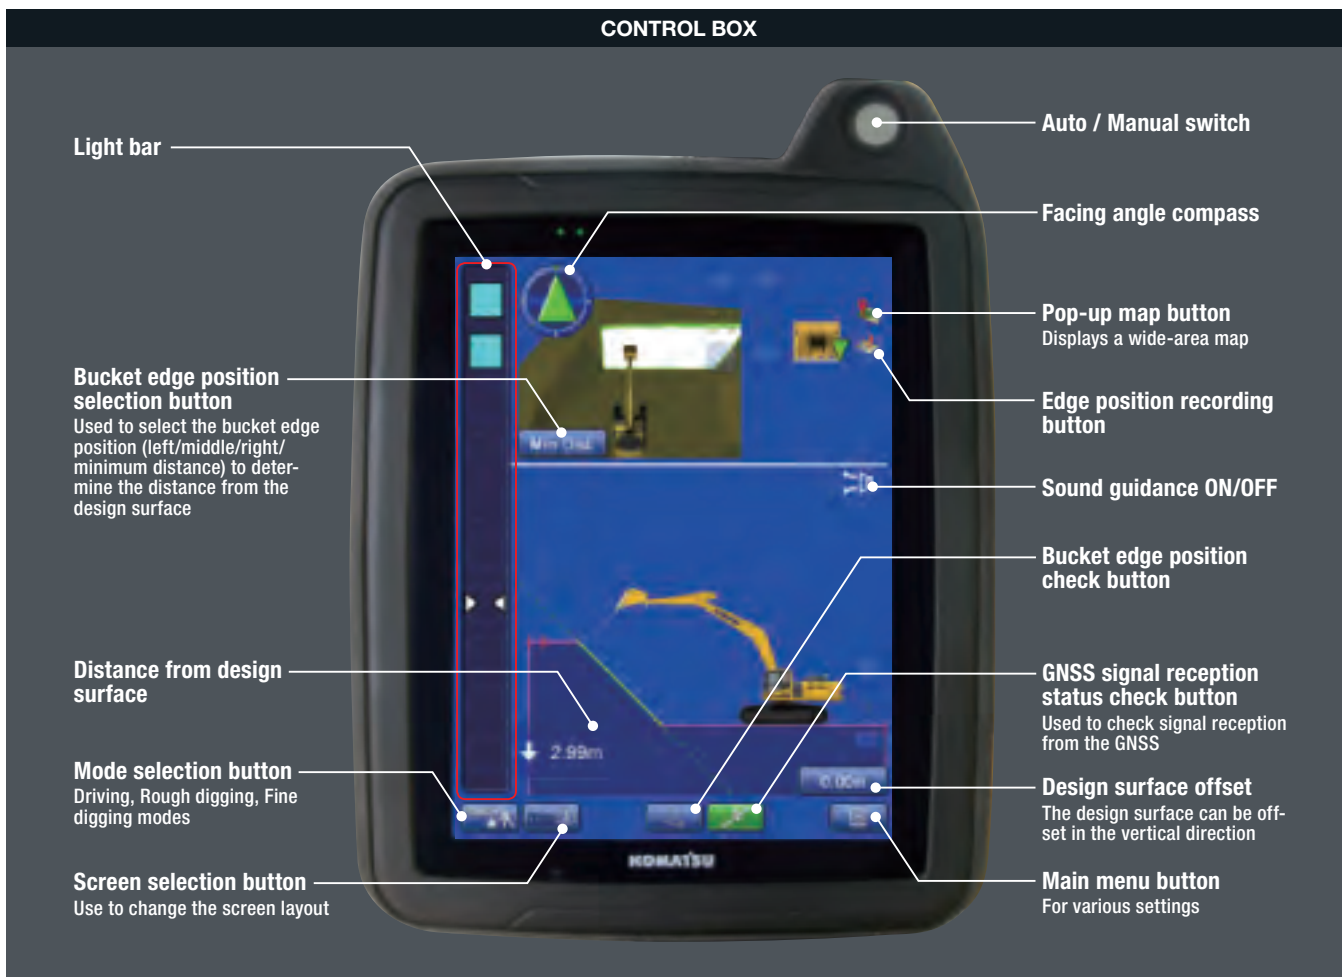 CONTROL BOX
Light bar
Bucket edge position
selection button
Used to select the bucket edge
position (left/middle/right/
minimum distance) to deter-
mine the distance from the
design surface
Distance from design
surface
Mode selection button
Driving, Rough digging, Fine
digging modes
Screen selection button
Use to change the screen layout
2.99m
0.00m
KOMATSU
Auto / Manual switch
Facing angle compass
Pop-up map button
Displays a wide-area map
Edge position recording
button
Sound guidance ON/OFF
Bucket edge position
check button
GNSS signal reception
status check button
Used to check signal reception
from the GNSS
Design surface offset
The design surface can be off-
set in the vertical direction
Main menu button
For various settings